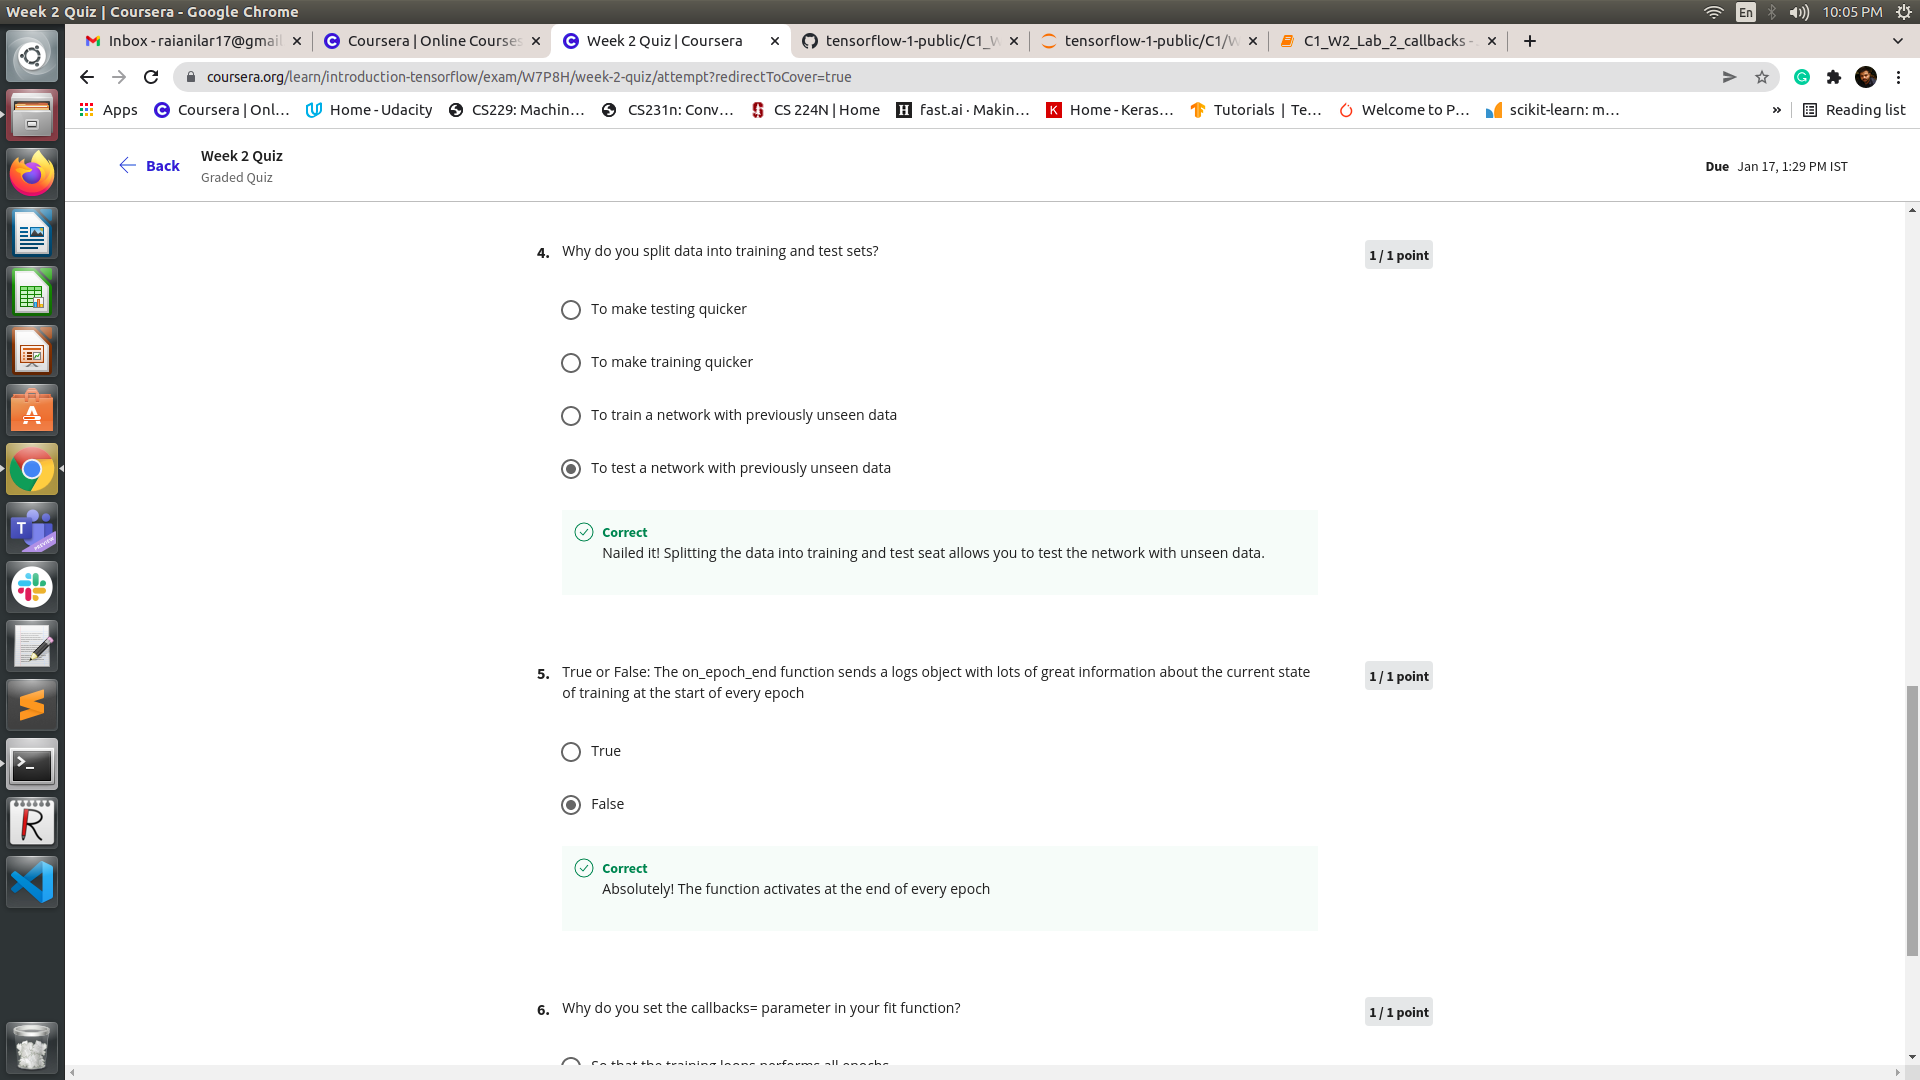 Week 2 Quiz | Coursera - Google Chrome
En
10:05 PM
Inbox - raianilar17@gmail
Coursera | Online Courses
Week 2 Quiz | Coursera
tensorflow-1-public/C1_W
tensorflow-1-public/C1/W
C1_W2_Lab_2_callbacks -
coursera.org/learn/introduction-tensorflow/exam/W7P8H/week-2-quiz/attempt?redirectToCover=true
Apps
Coursera | Onl...
Home - Udacity
CS229: Machin...
CS231n: Conv...
CS 224N | Home
fast.ai · Makin...
Home - Keras...
Tutorials | Te...
Welcome to P...
scikit-learn: m...
»
Reading list
Back
Week 2 Quiz
Graded Quiz
Due Jan 17, 1:29 PM IST
4. Why do you split data into training and test sets?
1 / 1 point
To make testing quicker
To make training quicker
To train a network with previously unseen data
To test a network with previously unseen data
Correct
Nailed it! Splitting the data into training and test seat allows you to test the network with unseen data.
5. True or False: The on_epoch_end function sends a logs object with lots of great information about the current state
of training at the start of every epoch
1 / 1 point
True
False
Correct
Absolutely! The function activates at the end of every epoch
6. Why do you set the callbacks= parameter in your fit function?
1 / 1 point
So that the training loops performs all epochs